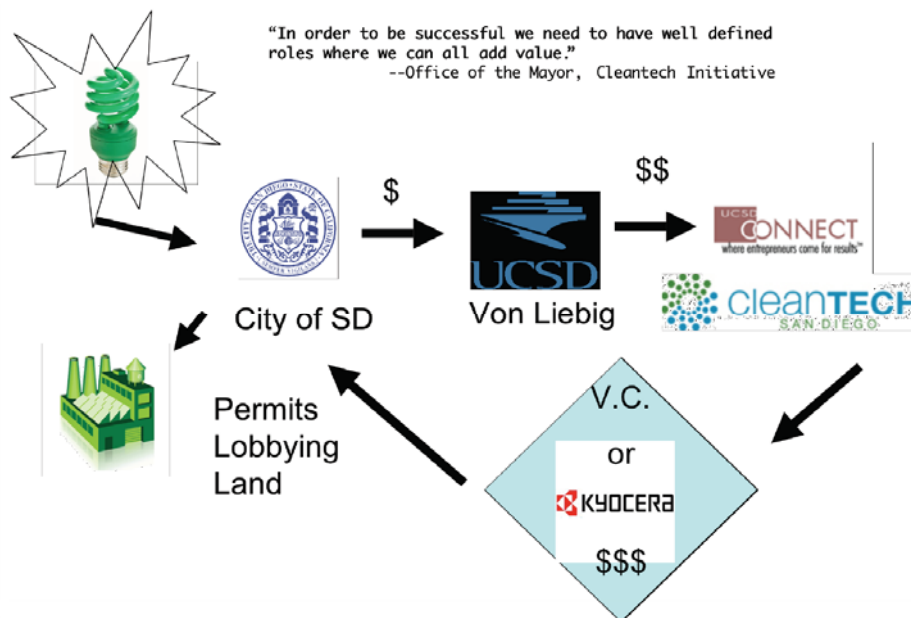 “In order to be successful we need to have well defined
roles where we can all add value.”
--Office of the Mayor, Cleantech Initiative
$
$$
UCSD
UCSD
CONNECT
where entrepreneurs come for results
cleanTECH
SAN DIEGO
City of SD
Von Liebig
Permits
Lobbying
Land
V.C.
or
KYOCERA
$$$